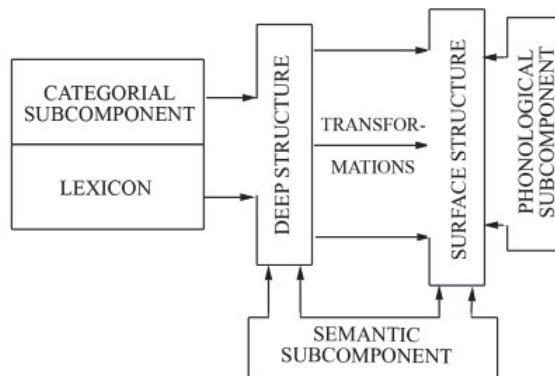 CATEGORIAL
SUBCOMPONENT
LEXICON
DEEP STRUCTURE
TRANSFOR-
MATIONS
SURFACE STRUCTURE
PHONOLOGICAL
SUBCOMPONENT
SEMANTIC
SUBCOMPONENT